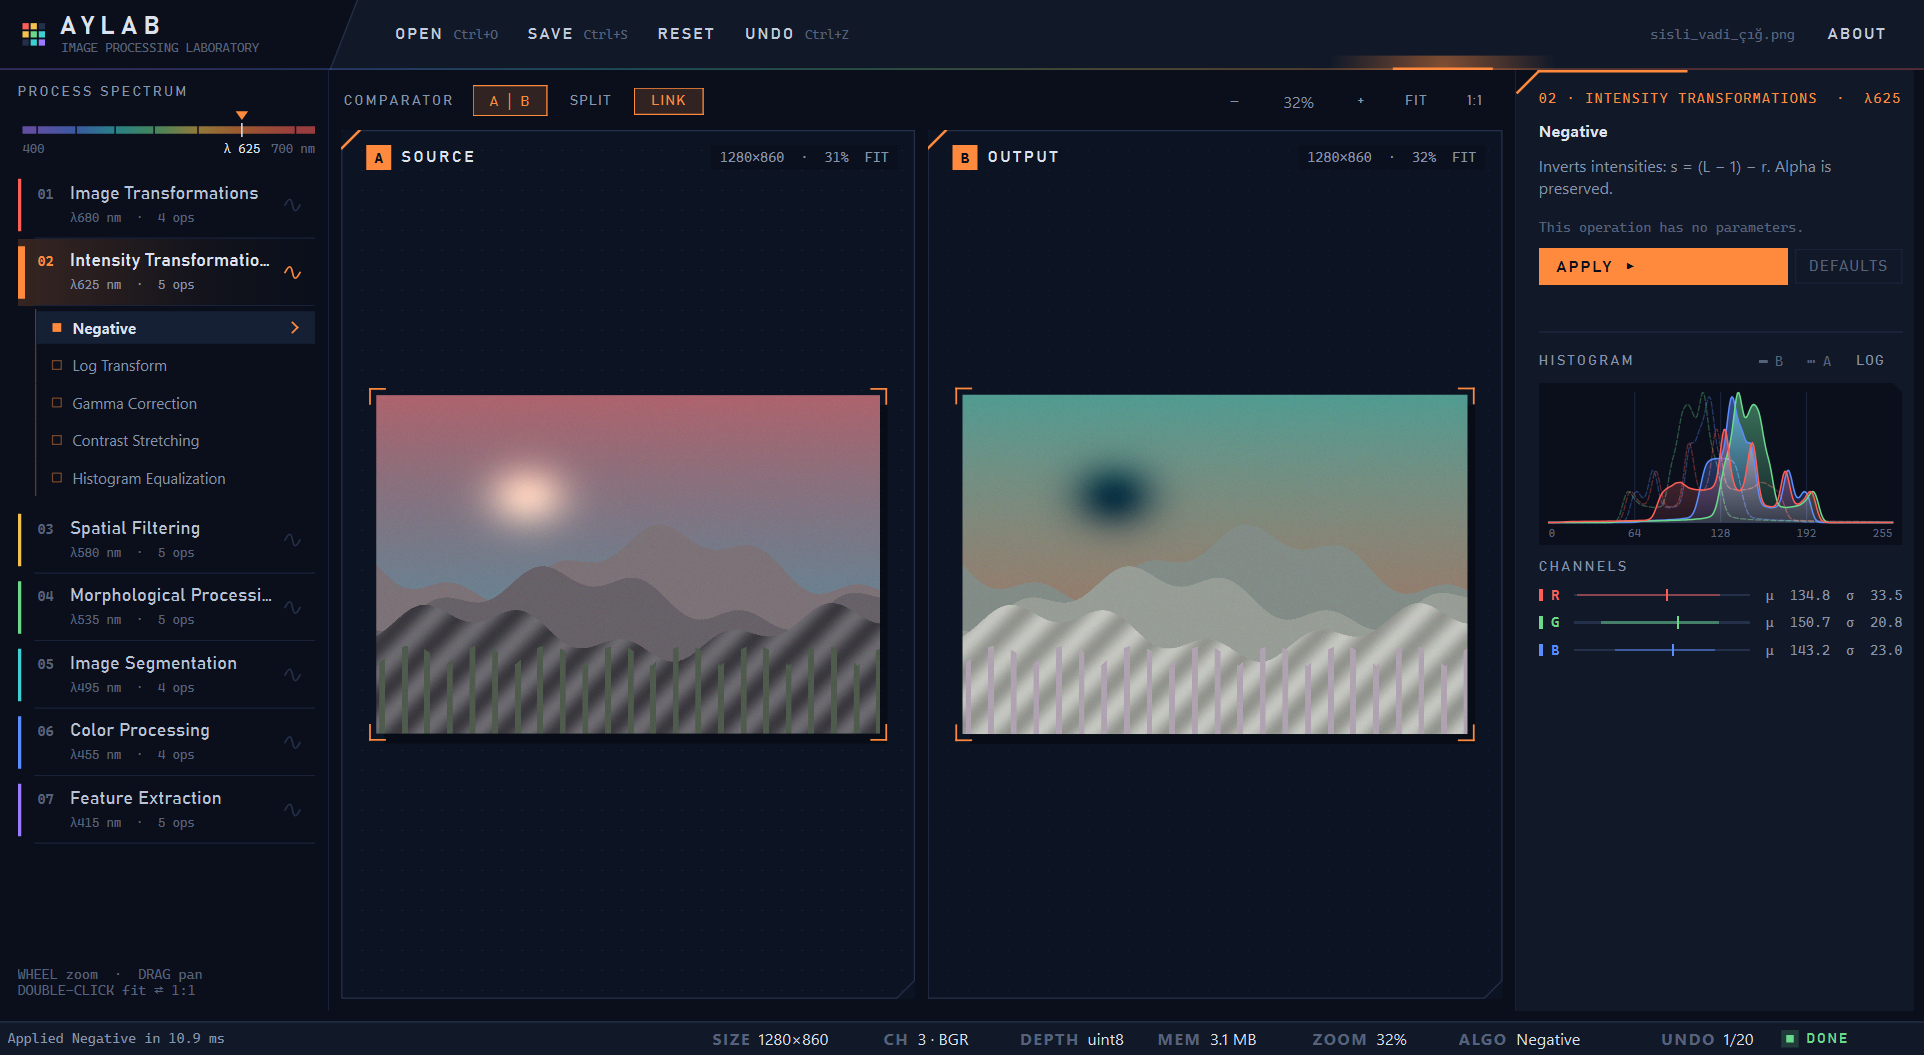 AYLAB
IMAGE PROCESSING LABORATORY
OPEN Ctrl+O SAVE Ctrl+S RESET UNDO Ctrl+Z
sisli_vadi_çığ.png ABOUT
PROCESS SPECTRUM
400 λ 625 700 nm
01 Image Transformations
λ680 nm · 4 ops
02 Intensity Transformatio…
λ625 nm · 5 ops
Negative
Log Transform
Gamma Correction
Contrast Stretching
Histogram Equalization
03 Spatial Filtering
λ580 nm · 5 ops
04 Morphological Processi…
λ535 nm · 5 ops
05 Image Segmentation
λ495 nm · 4 ops
06 Color Processing
λ455 nm · 4 ops
07 Feature Extraction
λ415 nm · 5 ops
WHEEL zoom · DRAG pan
DOUBLE-CLICK fit ⇄ 1:1
COMPARATOR A | B SPLIT LINK − 32% + FIT 1:1
A SOURCE 1280×860 · 31% FIT
B OUTPUT 1280×860 · 32% FIT
02 · INTENSITY TRANSFORMATIONS · λ625
Negative
Inverts intensities: s = (L − 1) − r. Alpha is
preserved.
This operation has no parameters.
APPLY ▸ DEFAULTS
HISTOGRAM B A LOG
0 64 128 192 255
CHANNELS
R μ 134.8 σ 33.5
G μ 150.7 σ 20.8
B μ 143.2 σ 23.0
Applied Negative in 10.9 ms SIZE 1280×860 CH 3 · BGR DEPTH uint8 MEM 3.1 MB ZOOM 32% ALGO Negative UNDO 1/20 DONE